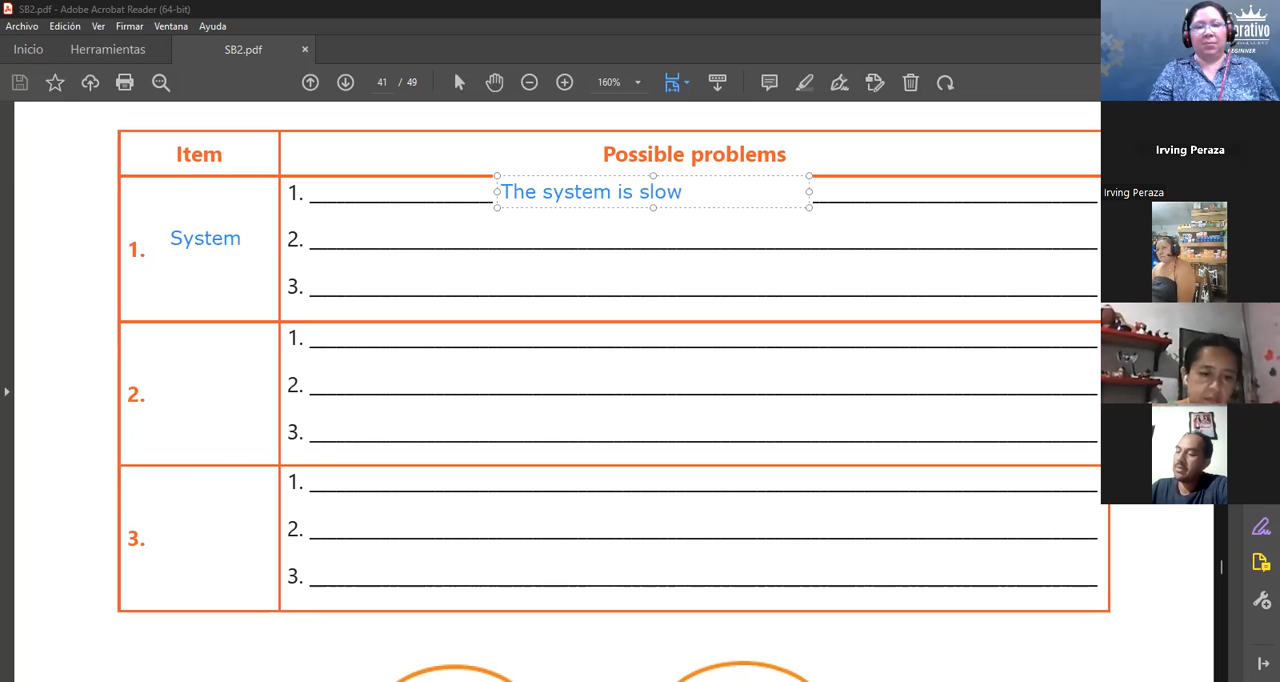 SB2.pdf - Adobe Acrobat Reader (64-bit)
Archivo Edición Ver Firmar Ventana Ayuda
Inicio Herramientas SB2.pdf ×
41 / 49 160%
Item Possible problems
1. System
1. The system is slow
2.
3.
2.
1.
2.
3.
3.
1.
2.
3.
EGINNER
Irving Peraza
Irving Peraza